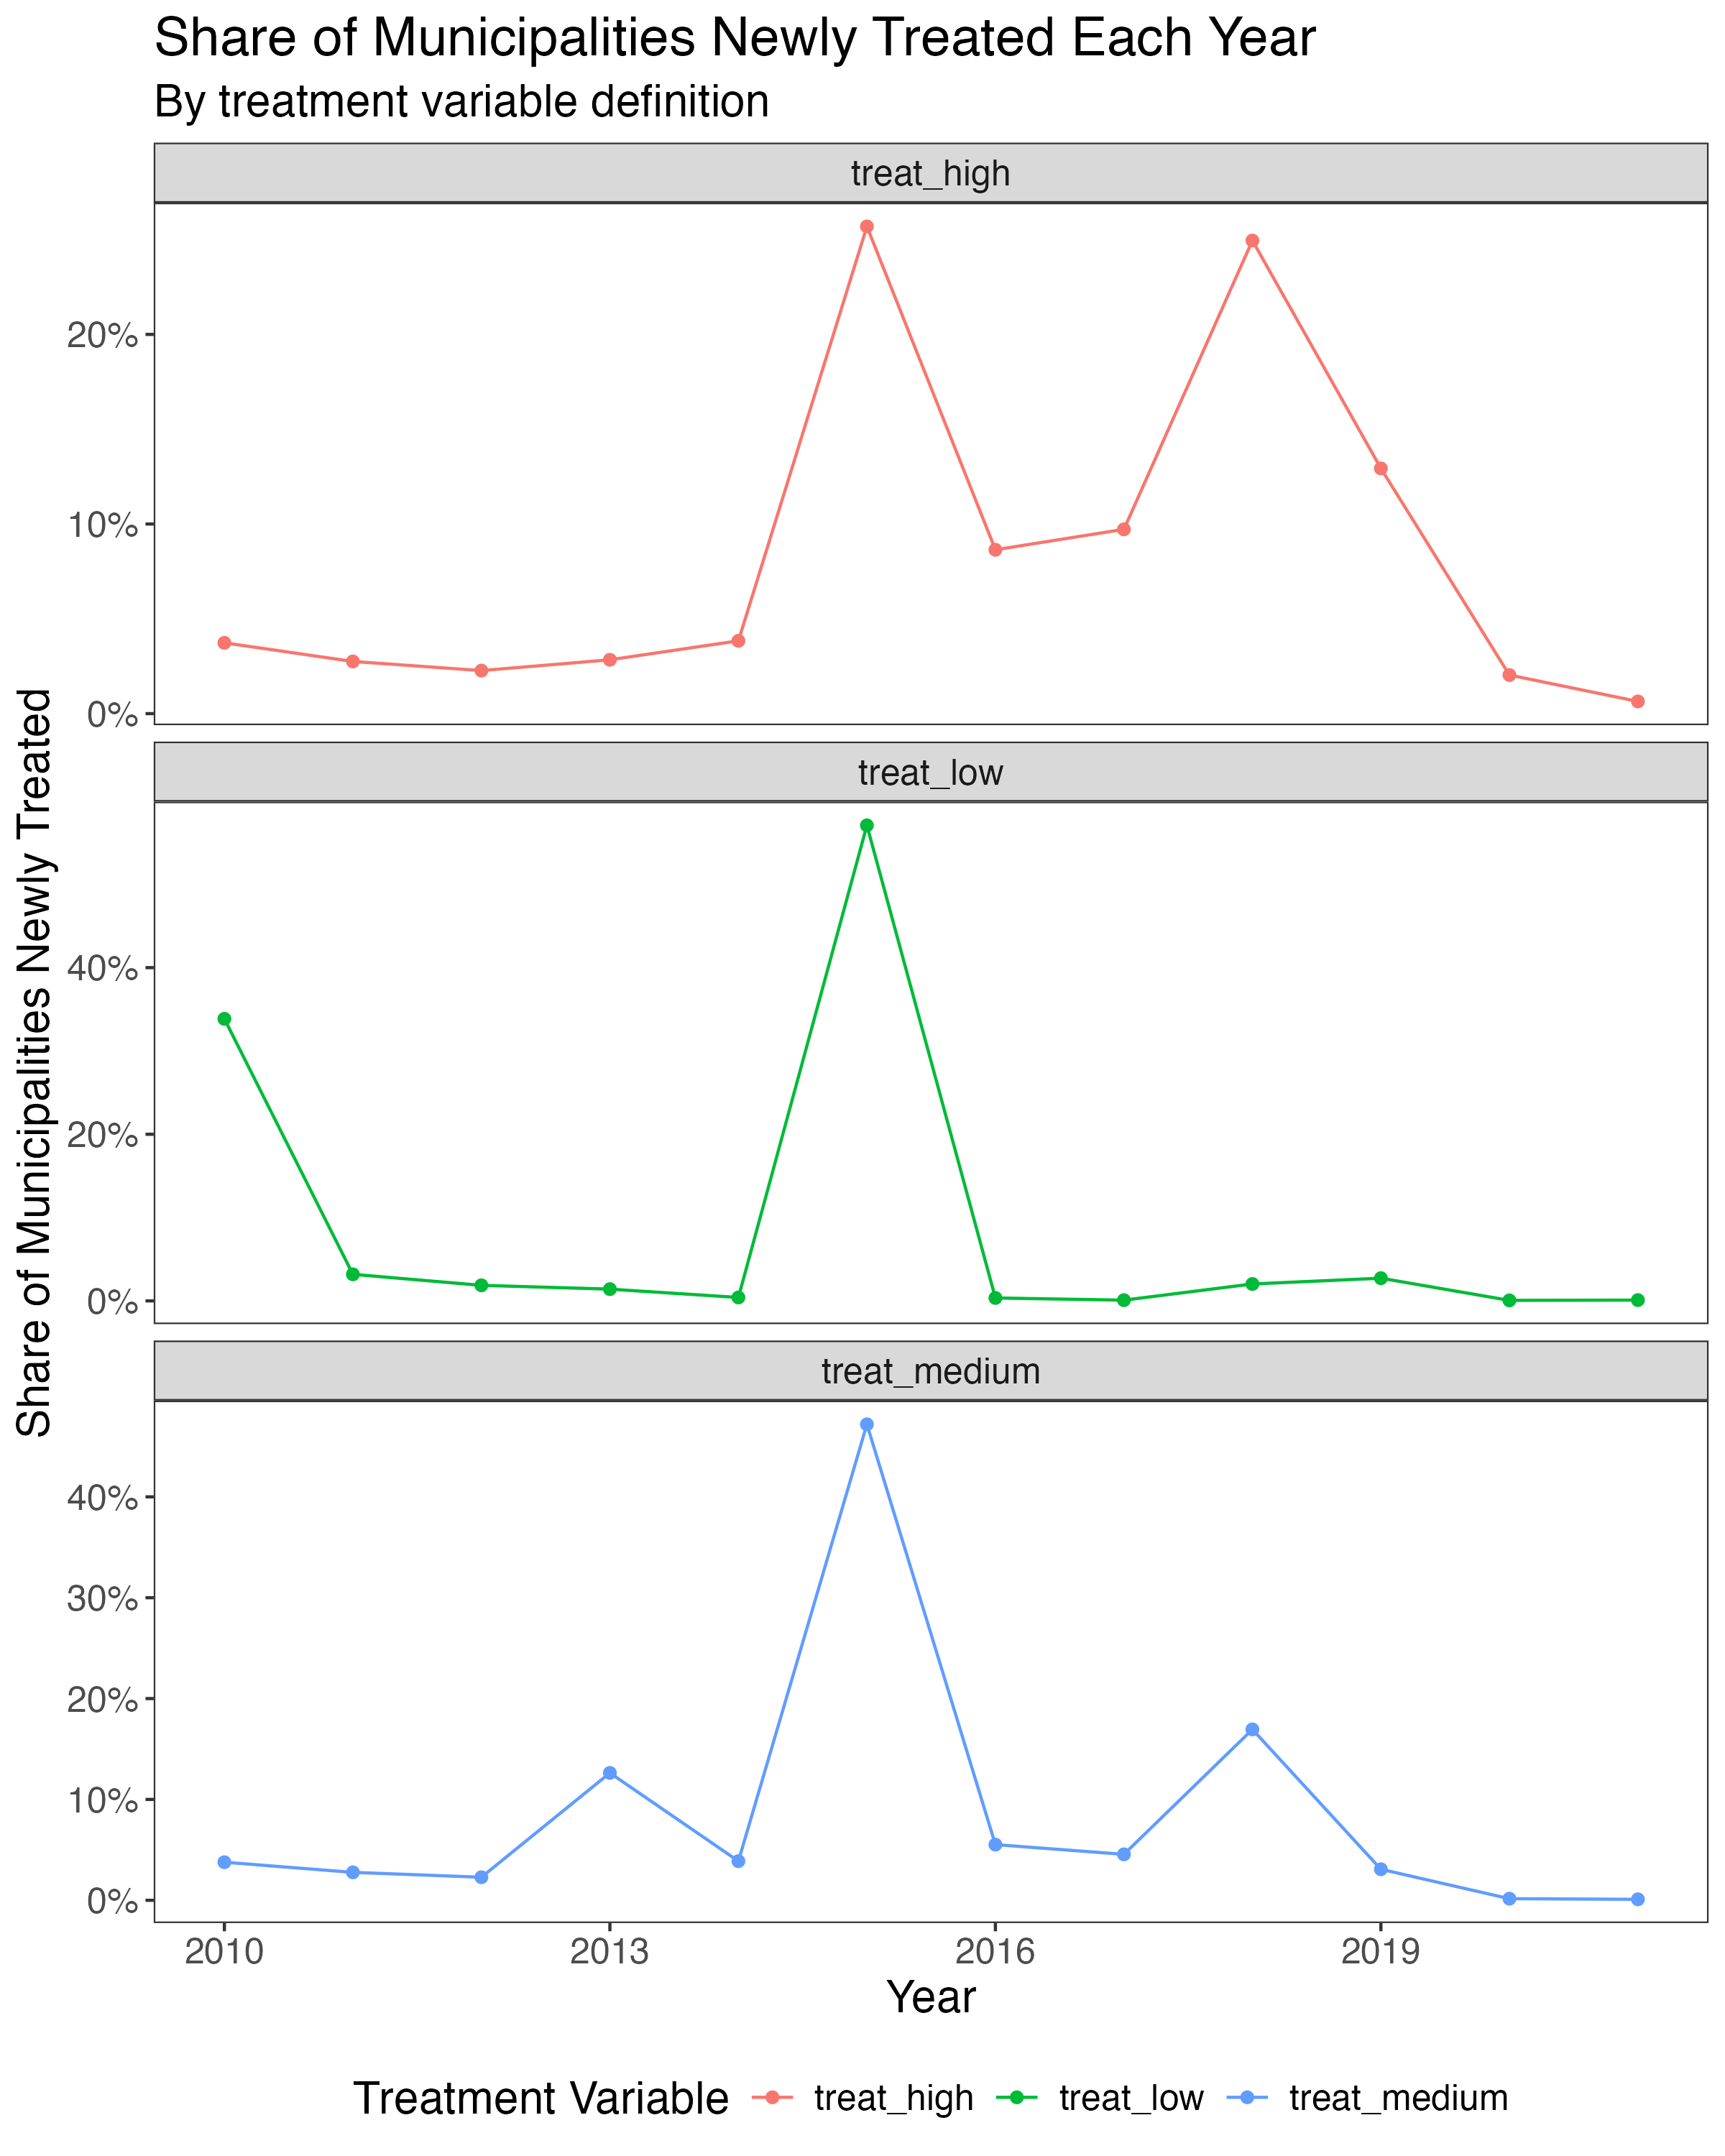 Share of Municipalities Newly Treated Each Year
By treatment variable definition
treat_high
20%
10%
0%
treat_low
40%
20%
0%
treat_medium
40%
30%
20%
10%
0%
Share of Municipalities Newly Treated
2010 2013 2016 2019
Year
Treatment Variable treat_high treat_low treat_medium